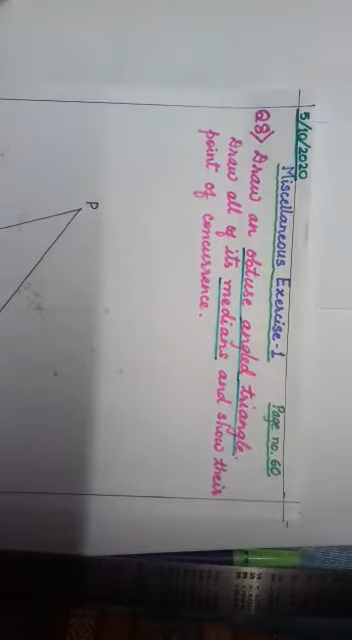 5/10/2020
Miscellaneous Exercise-1 Page no. 60
Q8) Draw an obtuse angled triangle.
Draw all of its medians and show their
point of concurrence.
P